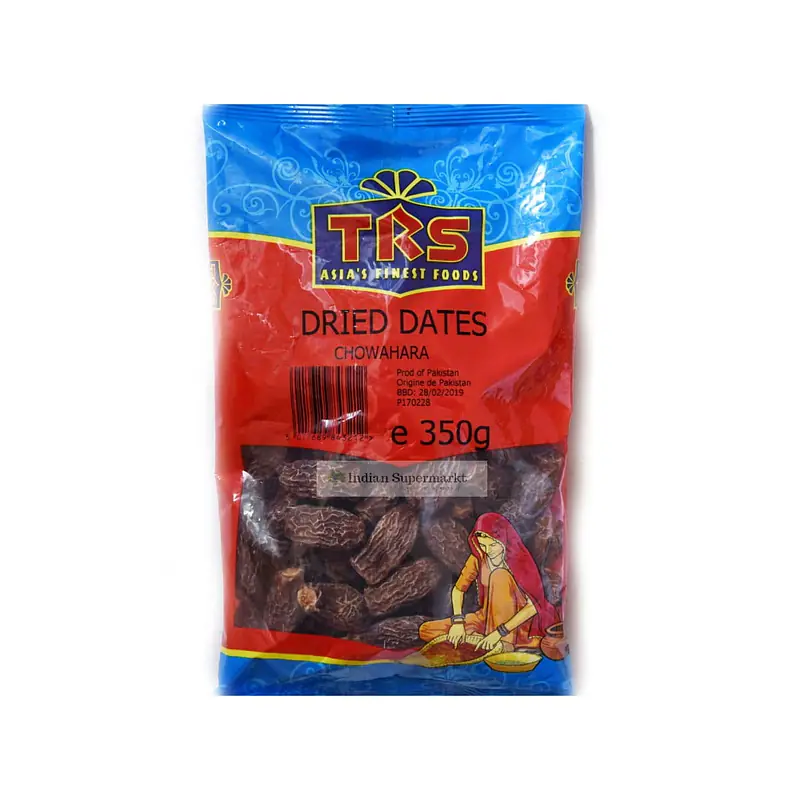 TRS
ASIA'S FINEST FOODS
DRIED DATES
CHOWAHARA
Prod of Pakistan
Origine de Pakistan
BBD: 28/02/2019
P170228
e 350g
Indian Supermarkt